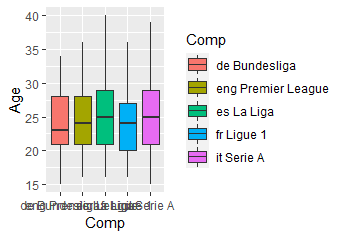 40
35
30
25
20
15
Age
Comp
Comp
de Bundesliga
eng Premier League
es La Liga
fr Ligue 1
it Serie A